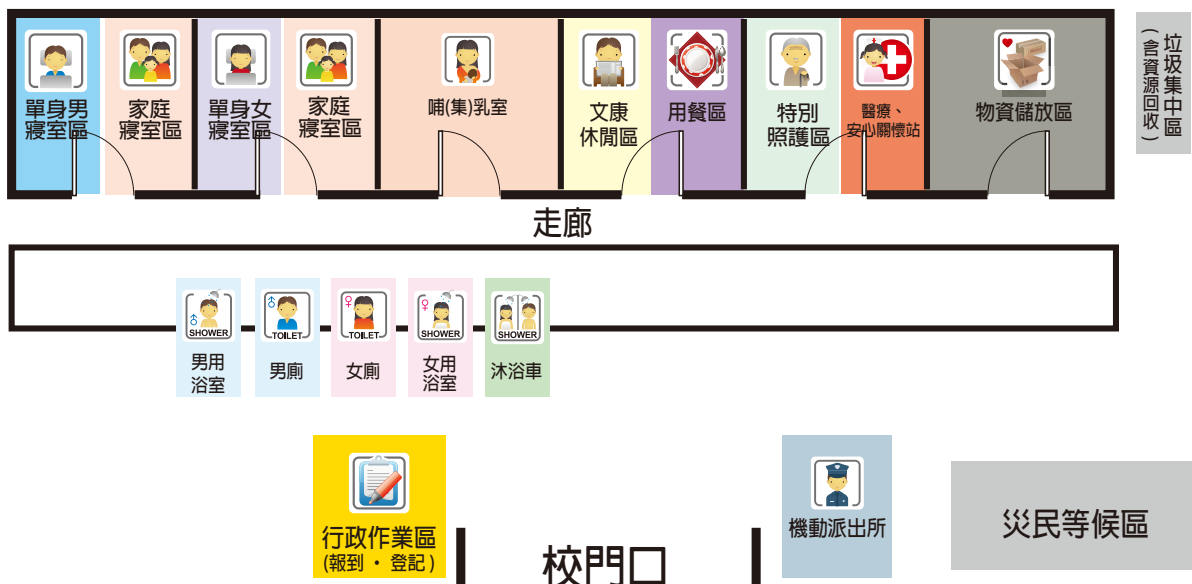 單身男
寢室區
家庭
寢室區
單身女
寢室區
家庭
寢室區
哺(集)乳室
文康
休閒區
用餐區
特別
照護區
醫療、
安心關懷站
物資儲放區
垃圾集中區
(含資源回收)
走廊
SHOWER
男用
浴室
TOILET
男廁
TOILET
女廁
SHOWER
女用
浴室
SHOWER
沐浴車
行政作業區
(報到 · 登記)
校門口
機動派出所
災民等候區